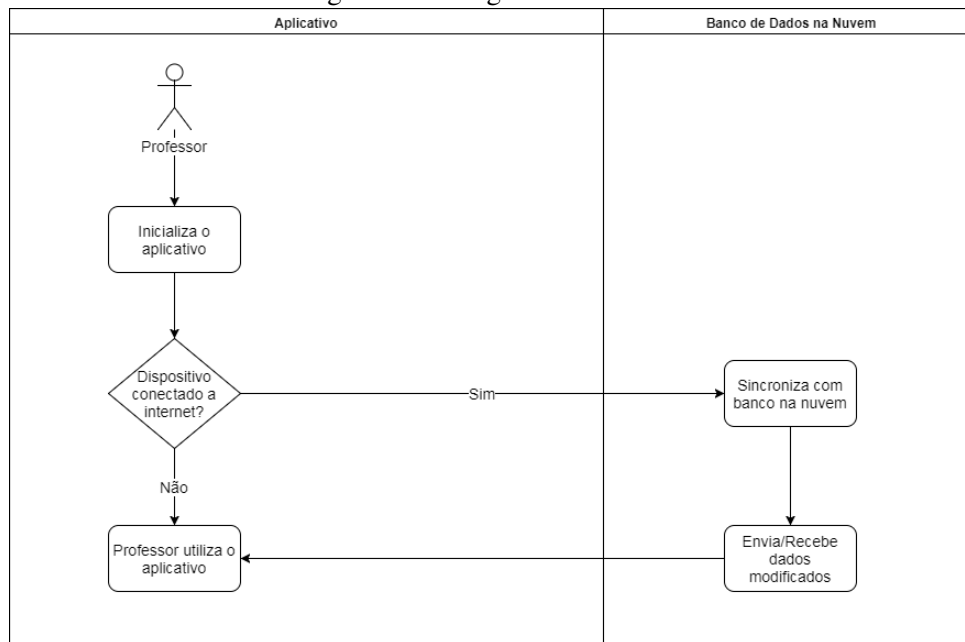 Aplicativo
Banco de Dados na Nuvem
Professor
Inicializa o
aplicativo
Dispositivo
conectado a
internet?
Sim
Sincroniza com
banco na nuvem
Não
Professor utiliza o
aplicativo
Envia/Recebe
dados
modificados